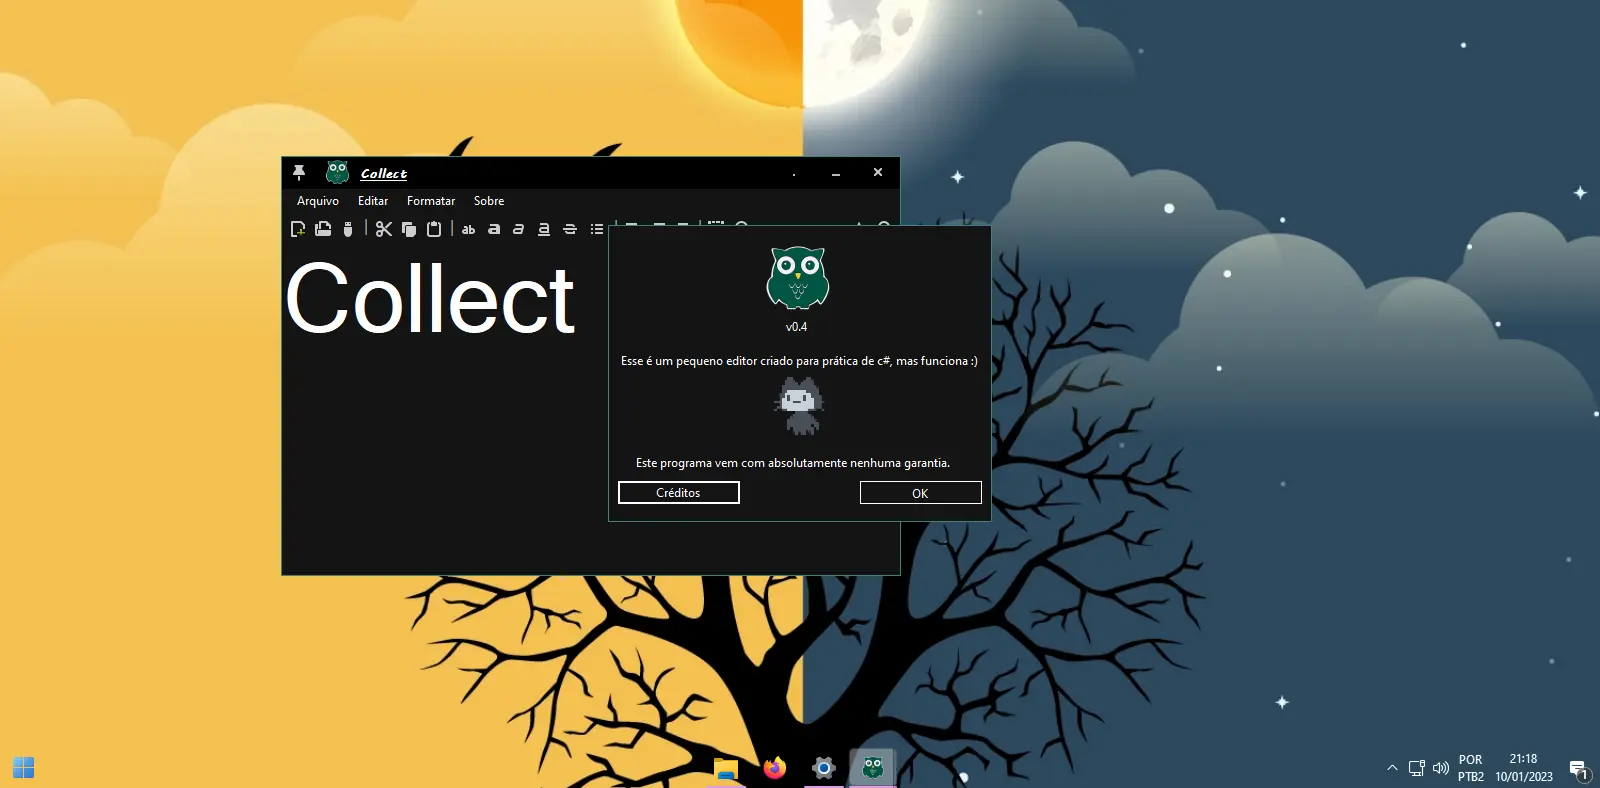 Collect
Arquivo Editar Formatar Sobre
ab a a a
Collect
v0.4
Esse é um pequeno editor criado para prática de c#, mas funciona :)
Este programa vem com absolutamente nenhuma garantia.
Créditos OK
POR 21:18
PTB2 10/01/2023
1